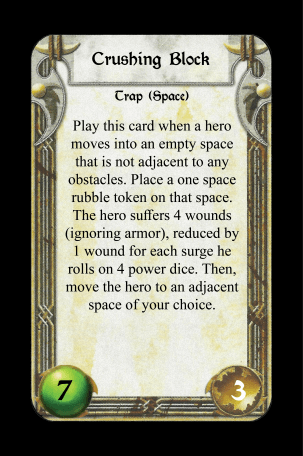 Crushing Block
Trap (Space)
Play this card when a hero
moves into an empty space
that is not adjacent to any
obstacles. Place a one space
rubble token on that space.
The hero suffers 4 wounds
(ignoring armor), reduced by
1 wound for each surge he
rolls on 4 power dice. Then,
move the hero to an adjacent
space of your choice.
7
3